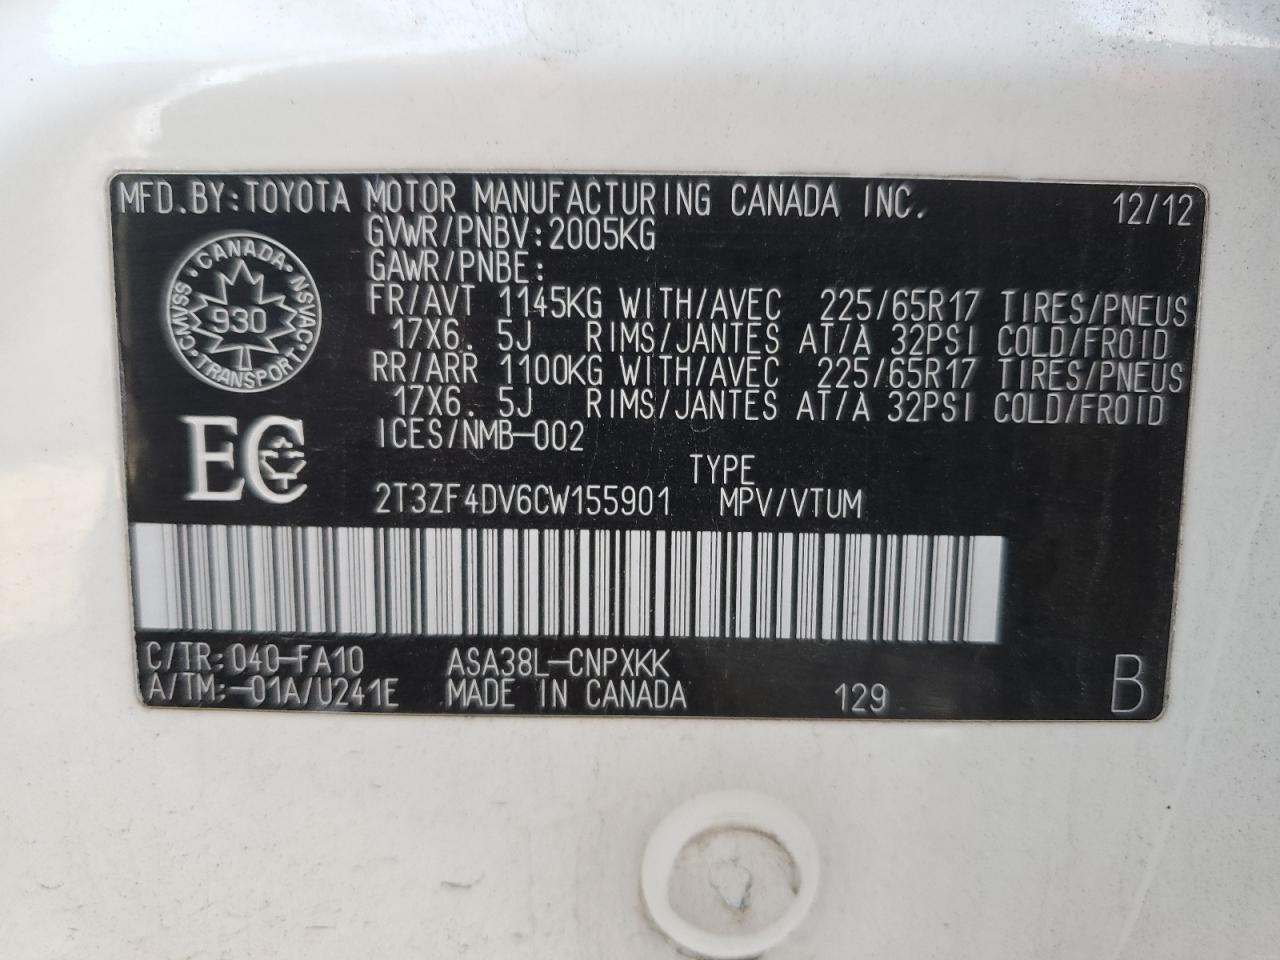 MFD.BY:TOYOTA MOTOR MANUFACTURING CANADA INC. 12/12
GVWR/PNBV:2005KG
GAWR/PNBE:
FR/AVT 1145KG WITH/AVEC 225/65R17 TIRES/PNEUS
17X6.5J RIMS/JANTES AT/A 32PSI COLD/FROID
RR/ARR 1100KG WITH/AVEC 225/65R17 TIRES/PNEUS
17X6.5J RIMS/JANTES AT/A 32PSI COLD/FROID
CANADA · NSVAC · TRANSPORT · CMVSS
930
EC
ICES/NMB-002
TYPE
2T3ZF4DV6CW155901 MPV/VTUM
C/TR:040-FA10 ASA38L-CNPXKK
A/TM:-01A/U241E MADE IN CANADA 129 B